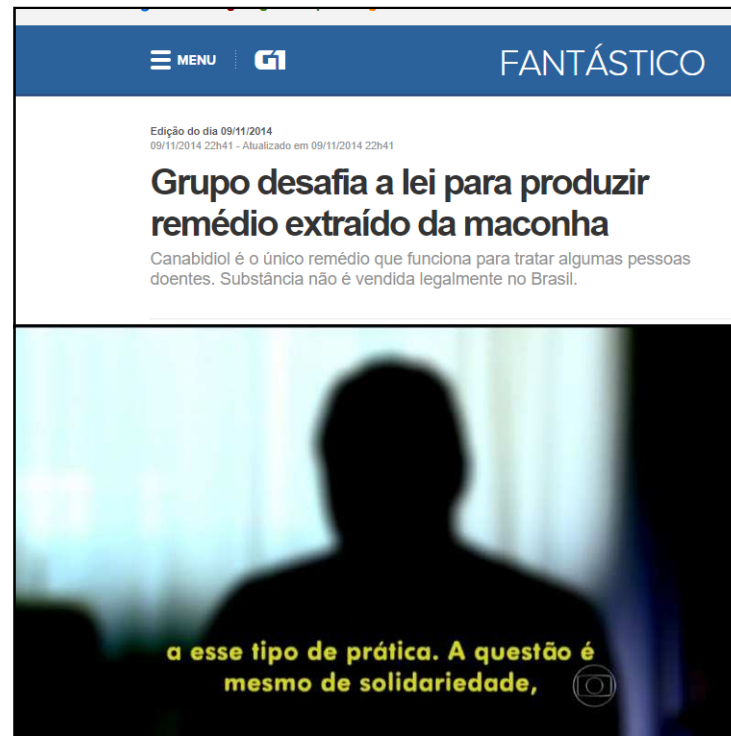 MENU G1 FANTÁSTICO
Edição do dia 09/11/2014
09/11/2014 22h41 - Atualizado em 09/11/2014 22h41
Grupo desafia a lei para produzir
remédio extraído da maconha
Canabidiol é o único remédio que funciona para tratar algumas pessoas
doentes. Substância não é vendida legalmente no Brasil.
a esse tipo de prática. A questão é
mesmo de solidariedade,